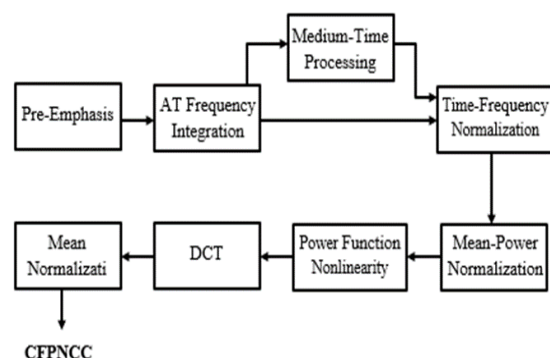 Medium-Time
Processing
Pre-Emphasis
AT Frequency
Integration
Time-Frequency
Normalization
Mean
Normalizati
DCT
Power Function
Nonlinearity
Mean-Power
Normalization
CFPNCC